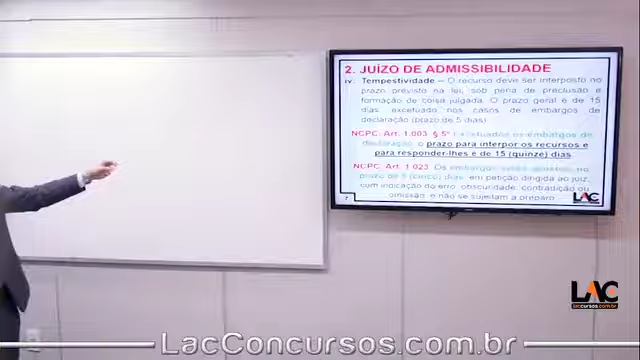 2. JUÍZO DE ADMISSIBILIDADE
iv. Tempestividade – O recurso deve ser interposto no
prazo previsto na lei, sob pena de preclusão e
formação de coisa julgada. O prazo geral é de 15
dias excetuado nos casos de embargos de
declaração (prazo de 5 dias)
NCPC. Art. 1.003 § 5º Excetuados os embargos de
declaração, o prazo para interpor os recursos e
para responder-lhes é de 15 (quinze) dias
NCPC. Art. 1.023 Os embargos serão opostos, no
prazo de 5 (cinco) dias, em petição dirigida ao juiz,
com indicação do erro, obscuridade, contradição ou
omissão, e não se sujeitam a preparo.
7
LAC
LAC
lacconcursos.com.br
LacConcursos.com.br